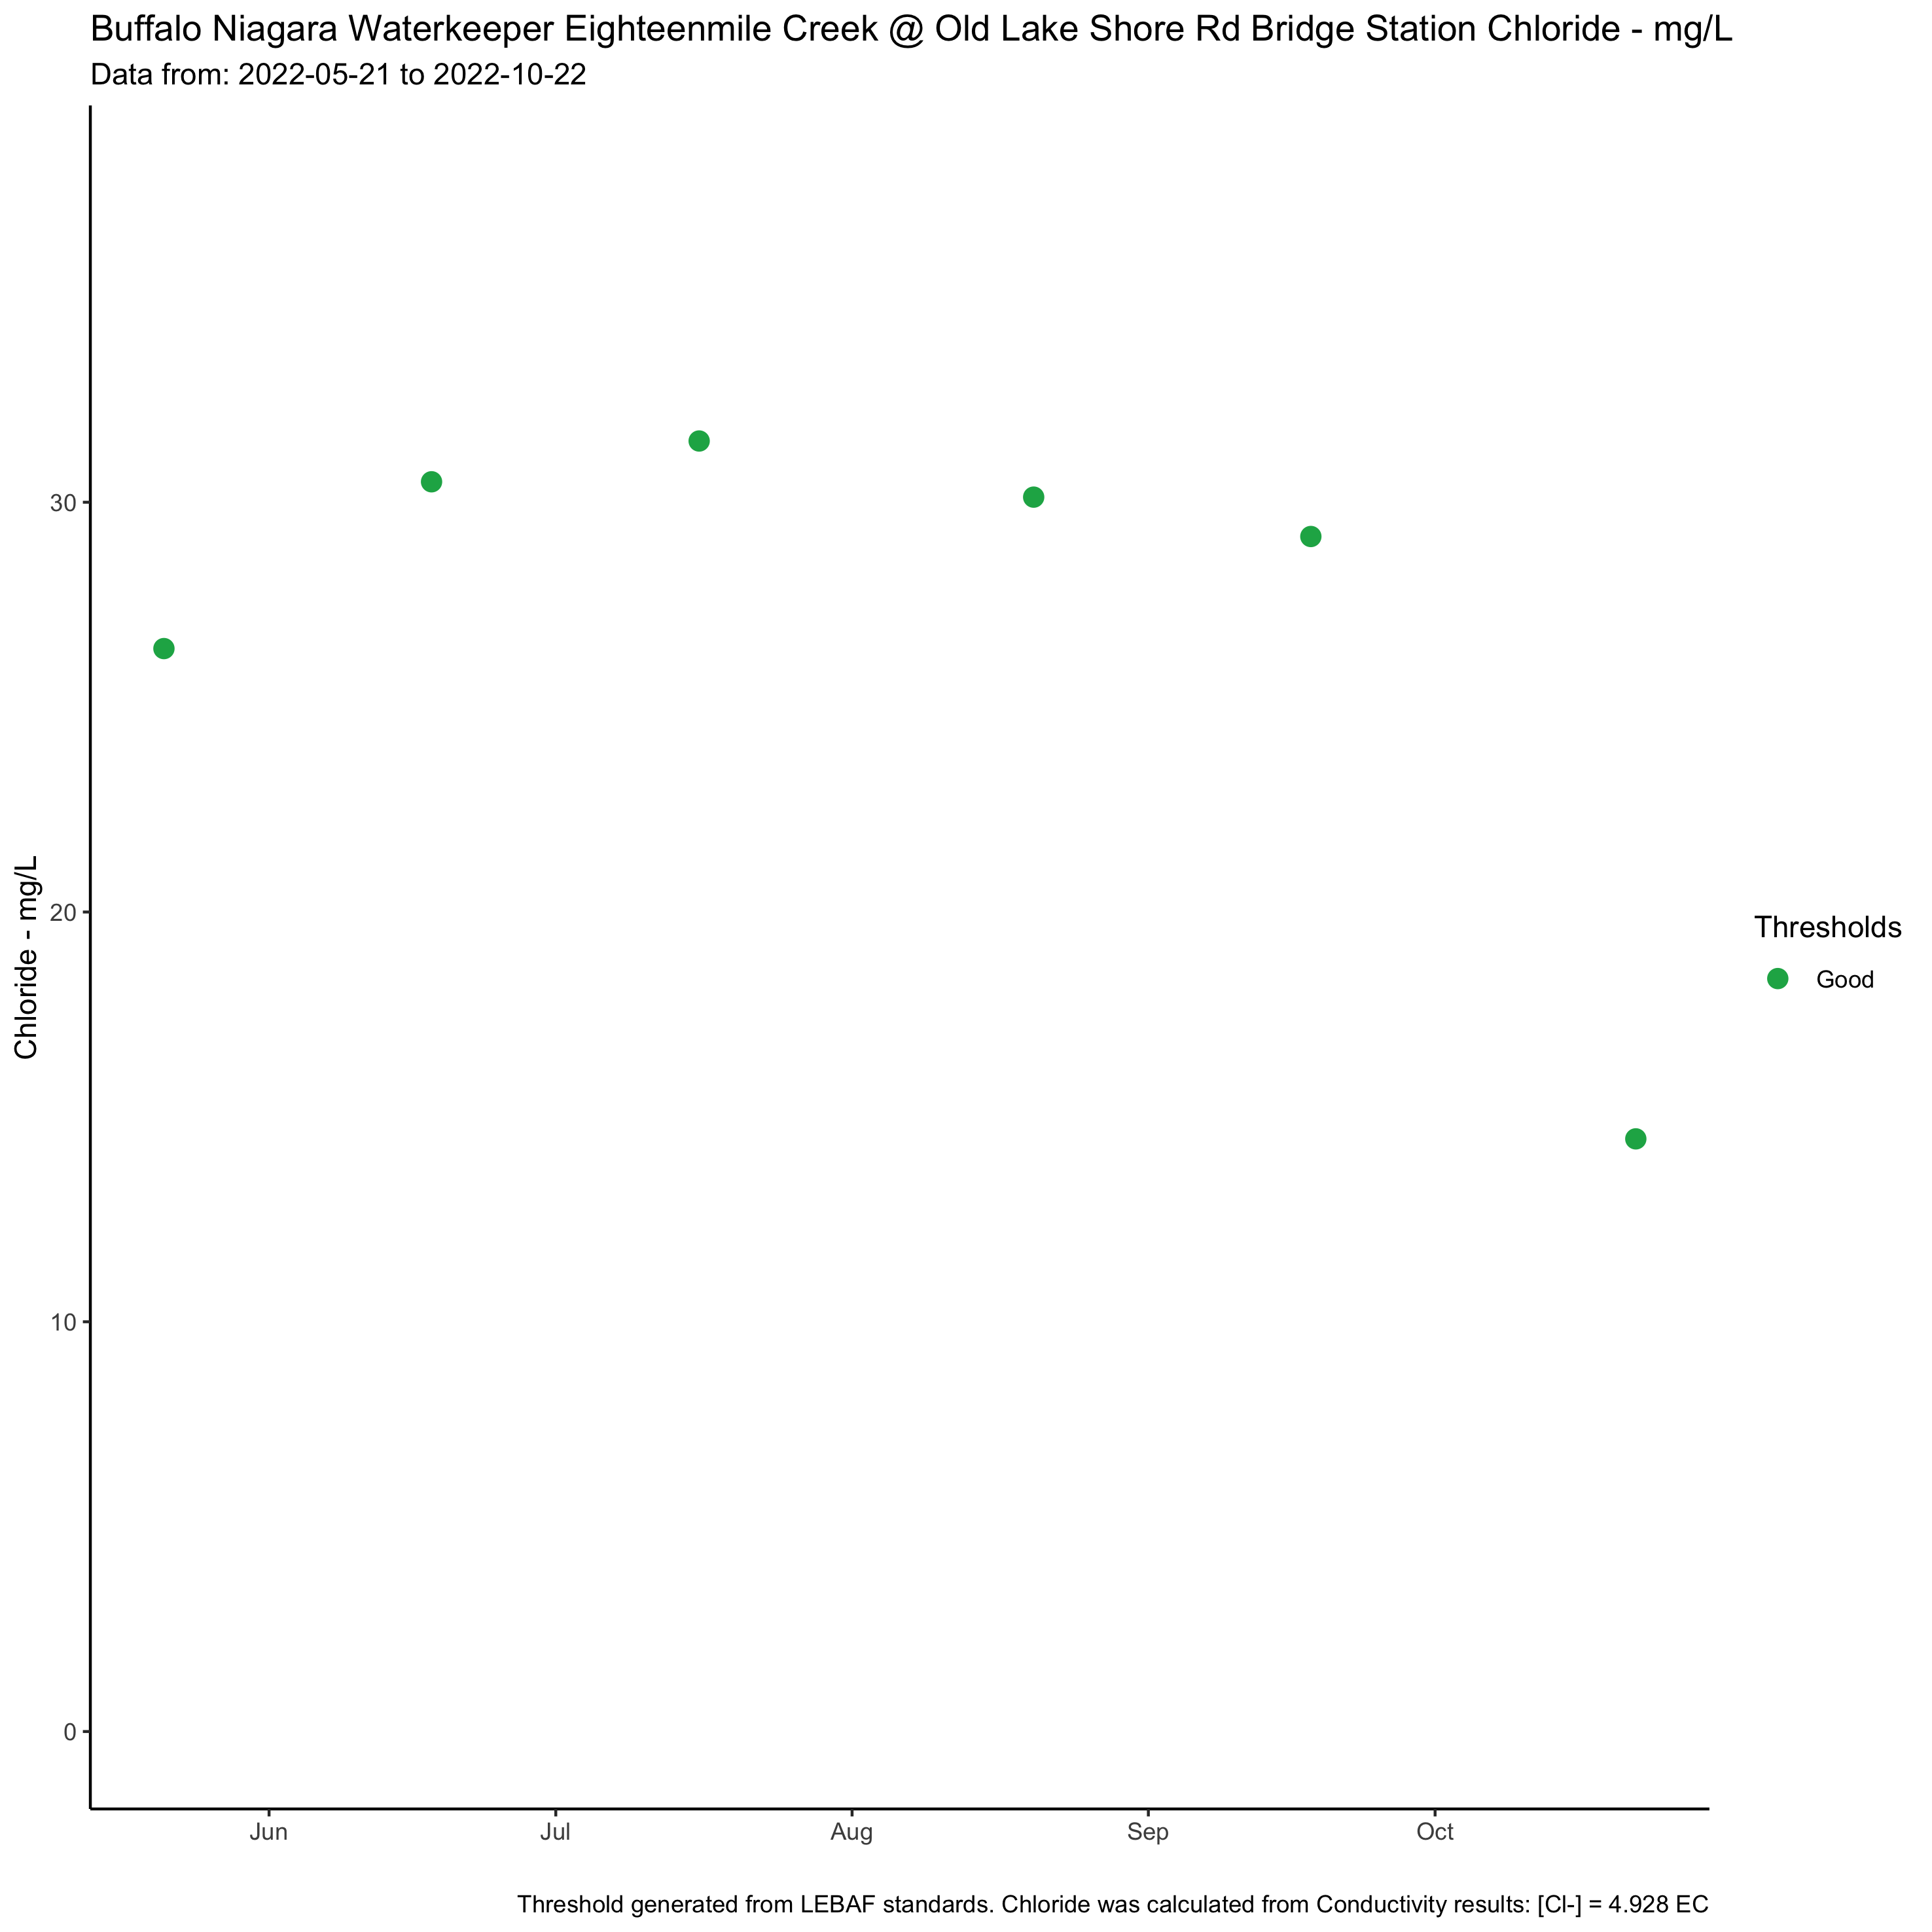 Buffalo Niagara Waterkeeper Eighteenmile Creek @ Old Lake Shore Rd Bridge Station Chloride - mg/L
Data from: 2022-05-21 to 2022-10-22
Chloride - mg/L
30
20
10
0
Jun Jul Aug Sep Oct
Thresholds
Good
Threshold generated from LEBAF standards. Chloride was calculated from Conductivity results: [Cl-] = 4.928 EC